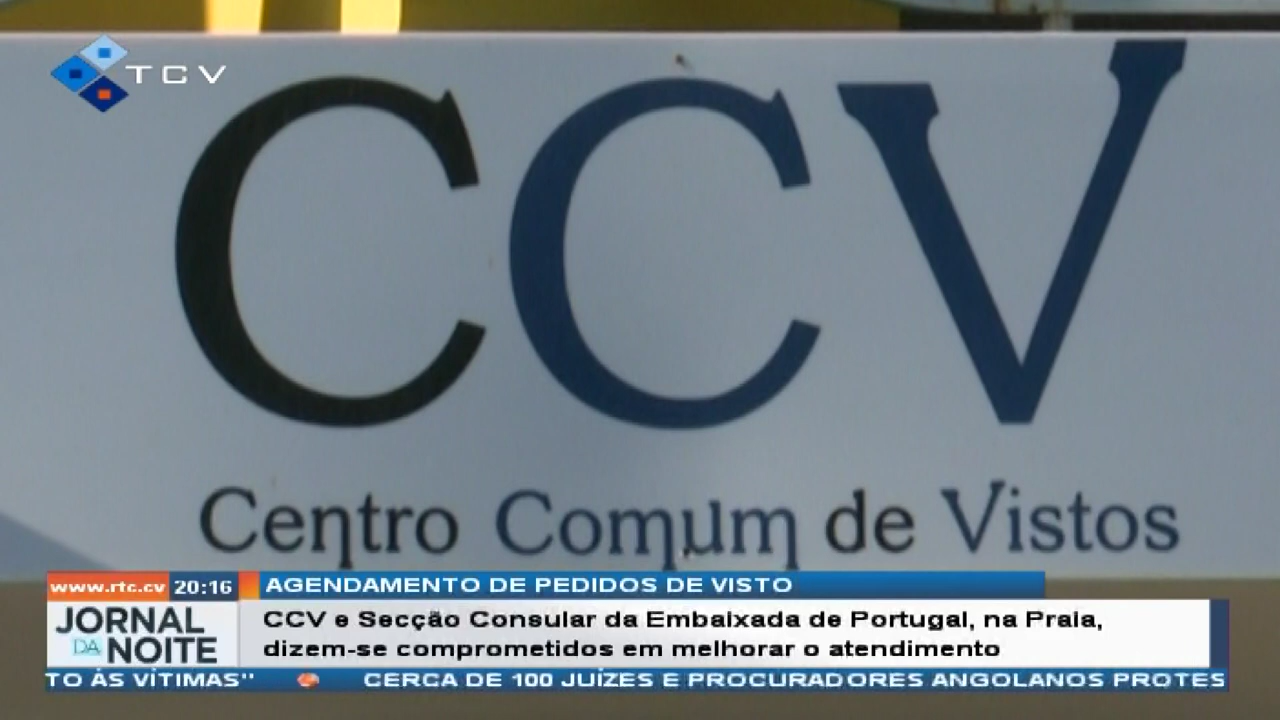 TCV
CCV
Centro Comum de Vistos
www.rtc.cv 20:16 AGENDAMENTO DE PEDIDOS DE VISTO
JORNAL DA NOITE
CCV e Secção Consular da Embaixada de Portugal, na Praia,
dizem-se comprometidos em melhorar o atendimento
TO ÀS VÍTIMAS" CERCA DE 100 JUÍZES E PROCURADORES ANGOLANOS PROTES